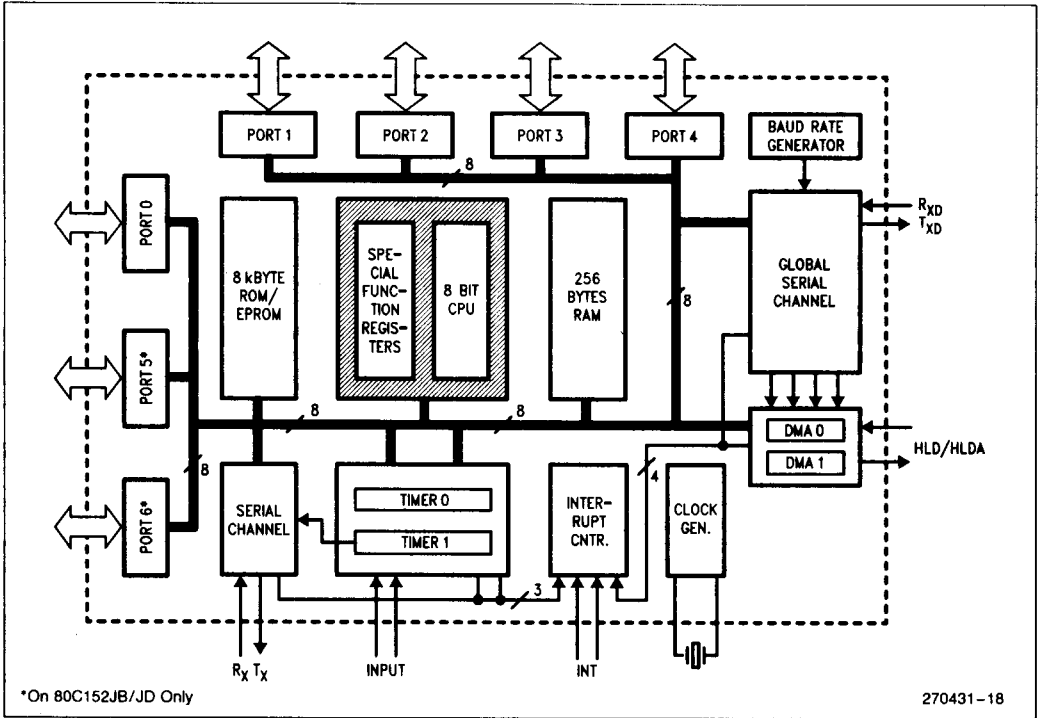 PORT 1
PORT 2
PORT 3
PORT 4
BAUD RATE
GENERATOR
8
PORT 0
8 kBYTE
ROM/
EPROM
SPE-
CIAL
FUNC-
TION
REGIS-
TERS
8 BIT
CPU
256
BYTES
RAM
8
GLOBAL
SERIAL
CHANNEL
RXD
TXD
PORT 5*
8
8
DMA 0
DMA 1
HLD/HLDA
8
PORT 6*
SERIAL
CHANNEL
TIMER 0
TIMER 1
INTER-
RUPT
CNTR.
4
CLOCK
GEN.
3
RX TX
INPUT
INT
*On 80C152JB/JD Only
270431-18